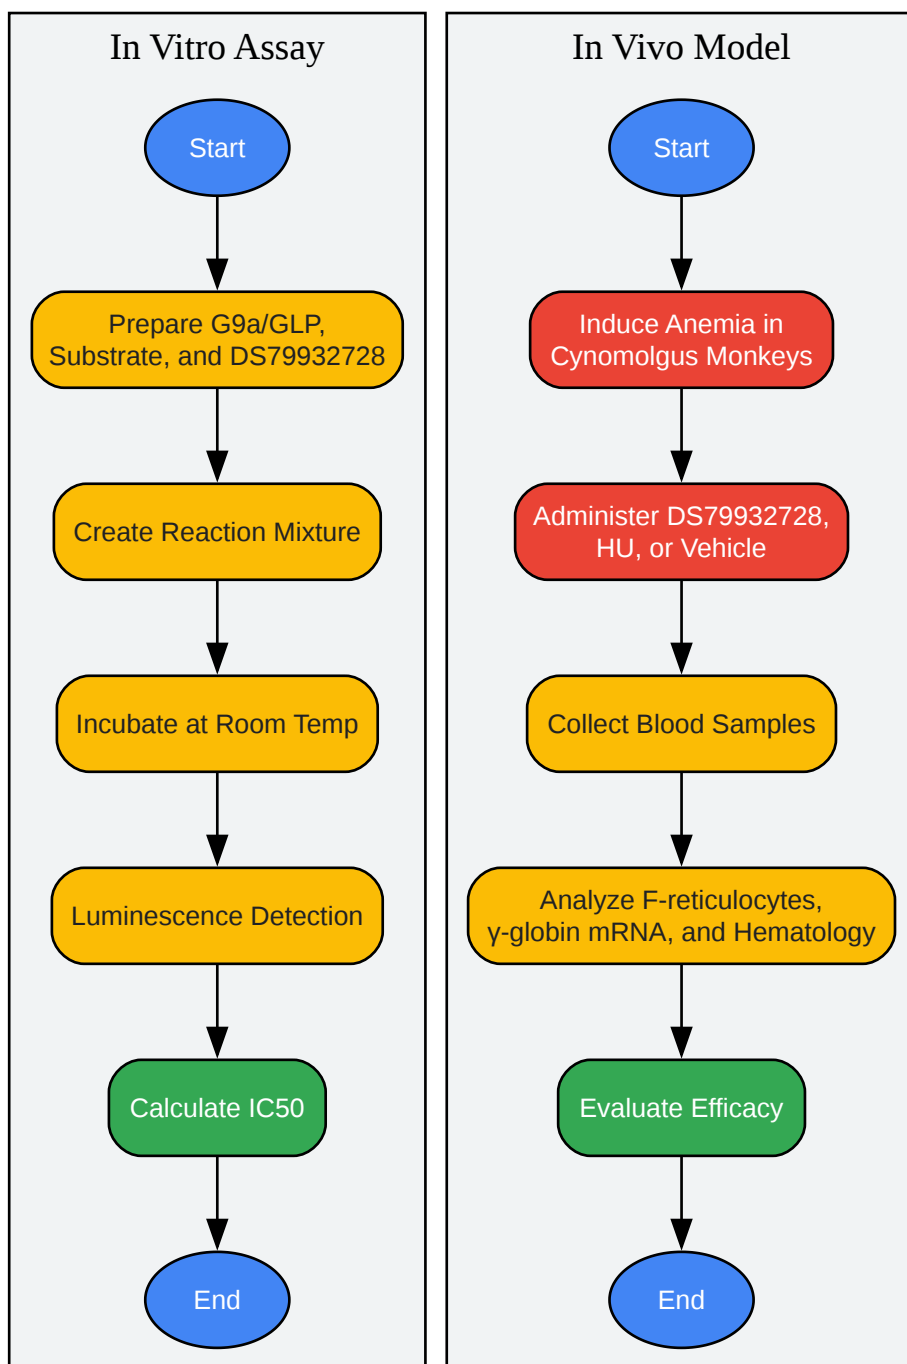 In Vitro Assay
Start
Prepare G9a/GLP,
Substrate, and DS79932728
Create Reaction Mixture
Incubate at Room Temp
Luminescence Detection
Calculate IC50
End
In Vivo Model
Start
Induce Anemia in
Cynomolgus Monkeys
Administer DS79932728,
HU, or Vehicle
Collect Blood Samples
Analyze F-reticulocytes,
γ-globin mRNA, and Hematology
Evaluate Efficacy
End